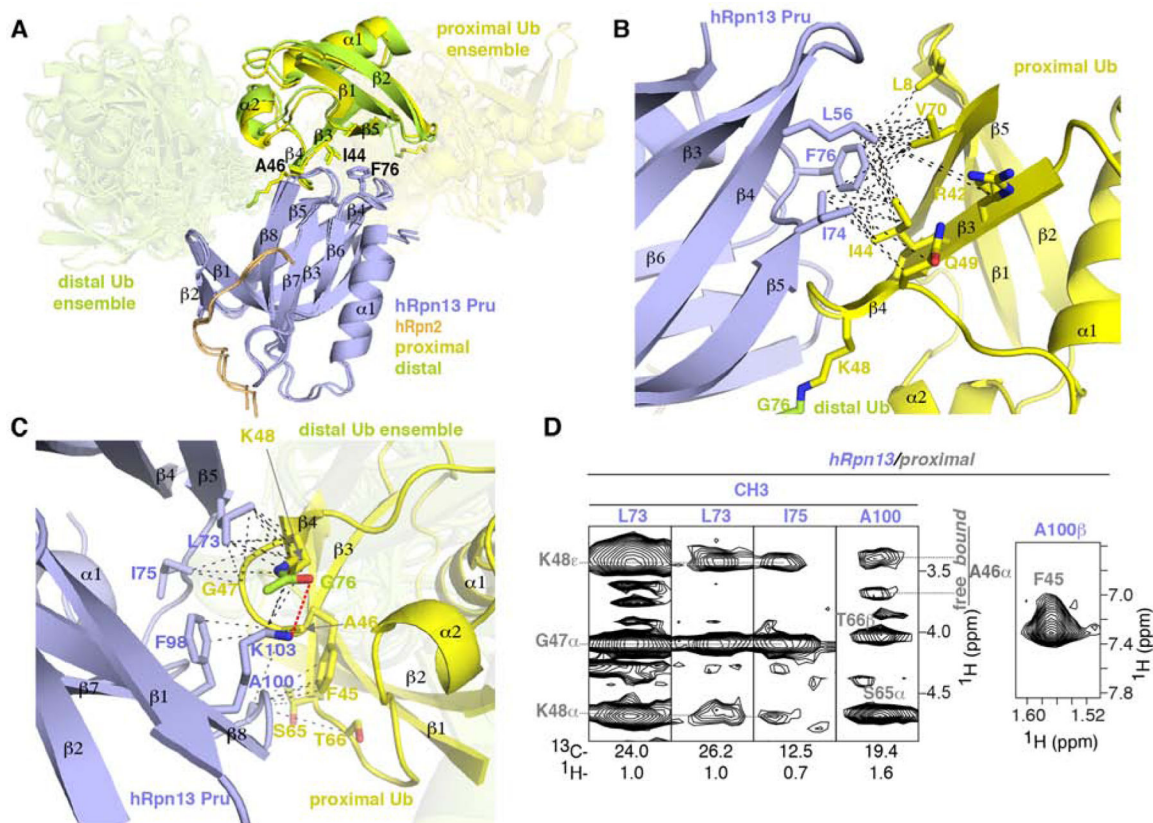 A
proximal Ub
ensemble
α1
β2
α2
β1
β3
β5
β4
I44
A46
F76
β5
β4
β8
β6
β1
β3
β7
β2
α1
distal Ub
ensemble
hRpn13 Pru
hRpn2
proximal
distal
B
hRpn13 Pru
proximal Ub
L8
L56
V70
β5
β3
F76
R42
β4
β3
β2
I74
I44
Q49
β1
β6
β5
β4
α1
K48
α2
G76
distal Ub
C
K48
distal Ub ensemble
β4
β5
β4
β3
L73
I75
α1
G47
G76
α1
A46
α2
F98
K103
A100
β2
F45
β7
β1
S65
T66
β1
β2
β8
hRpn13 Pru
proximal Ub
D
hRpn13/proximal
CH3
L73 L73 I75 A100
K48ε
G47α
K48α
T66
S65α
free bound
A46α
3.5
4.0
4.5
1H (ppm)
13C- 24.0 26.2 12.5 19.4
1H- 1.0 1.0 0.7 1.6
A100β
F45
7.0
7.4
7.8
1H (ppm)
1.60 1.52
1H (ppm)